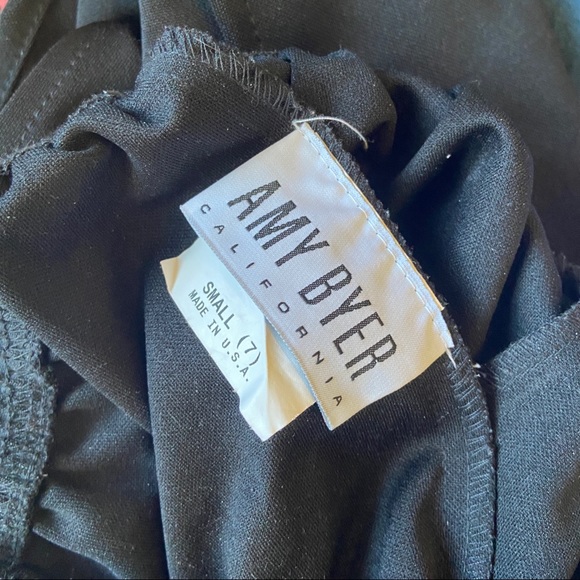 AMY BYER
CALIFORNIA
SMALL (7)
MADE IN U.S.A.